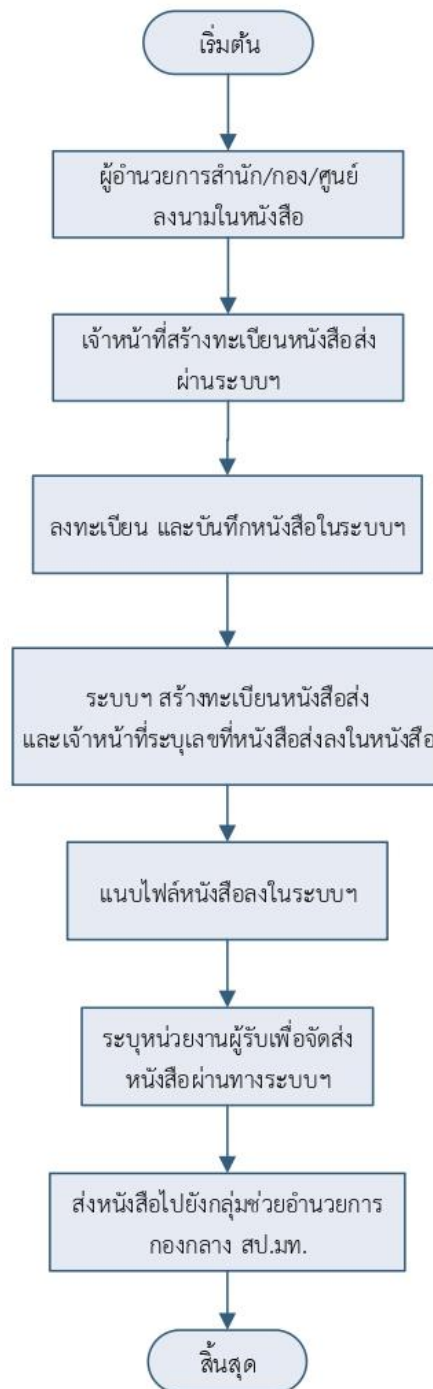 เริ่มต้น
ผู้อำนวยการสำนัก/กอง/ศูนย์
ลงนามในหนังสือ
เจ้าหน้าที่สร้างทะเบียนหนังสือส่ง
ผ่านระบบฯ
ลงทะเบียน และบันทึกหนังสือในระบบฯ
ระบบฯ สร้างทะเบียนหนังสือส่ง
และเจ้าหน้าที่ระบุเลขที่หนังสือส่งลงในหนังสือ
แนบไฟล์หนังสือลงในระบบฯ
ระบุหน่วยงานผู้รับเพื่อจัดส่ง
หนังสือผ่านทางระบบฯ
ส่งหนังสือไปยังกลุ่มช่วยอำนวยการ
กองกลาง สป.มท.
สิ้นสุด